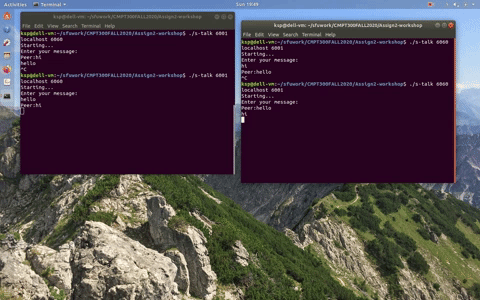 Activities
Terminal
Sun 15:44
ksp@dell-vm: ~/sfuwork/CMPT300FALL2020/Assign2-workshop
File Edit View Search Terminal Help
ksp@dell-vm:~/sfuwork/CMPT300FALL2020/Assign2-workshop$ ./s-talk 6001
localhost 6060
Starting...
Enter your message:
hi
Peer:hello
^C
ksp@dell-vm:~/sfuwork/CMPT300FALL2020/Assign2-workshop$ ./s-talk 6001
localhost 6060
Starting...
Enter your message:
hello
Peer:hi
ksp@dell-vm: ~/sfuwork/CMPT300FALL2020/Assign2-workshop
File Edit View Search Terminal Help
ksp@dell-vm:~/sfuwork/CMPT300FALL2020/Assign2-workshop$ ./s-talk 6060
localhost 6001
Starting...
Enter your message:
hi
Peer:hello
^C
ksp@dell-vm:~/sfuwork/CMPT300FALL2020/Assign2-workshop$ ./s-talk 6060
localhost 6001
Starting...
Enter your message:
Peer:hello
hi